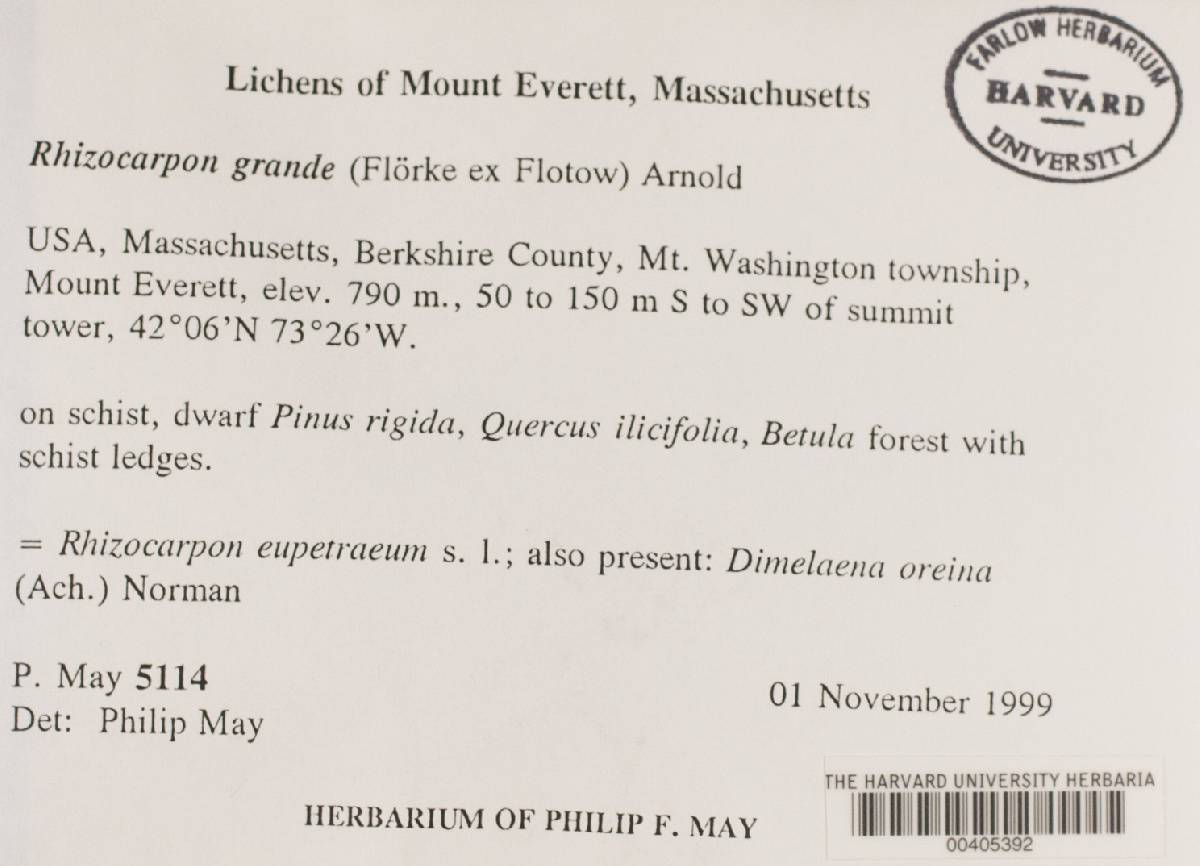 FARLOW HERBARIUM
HARVARD
UNIVERSITY
Lichens of Mount Everett, Massachusetts
Rhizocarpon grande (Flörke ex Flotow) Arnold
USA, Massachusetts, Berkshire County, Mt. Washington township,
Mount Everett, elev. 790 m., 50 to 150 m S to SW of summit
tower, 42°06'N 73°26'W.
on schist, dwarf Pinus rigida, Quercus ilicifolia, Betula forest with
schist ledges.
= Rhizocarpon eupetraeum s. l.; also present: Dimelaena oreina
(Ach.) Norman
P. May 5114
01 November 1999
Det: Philip May
HERBARIUM OF PHILIP F. MAY
THE HARVARD UNIVERSITY HERBARIA
00405392